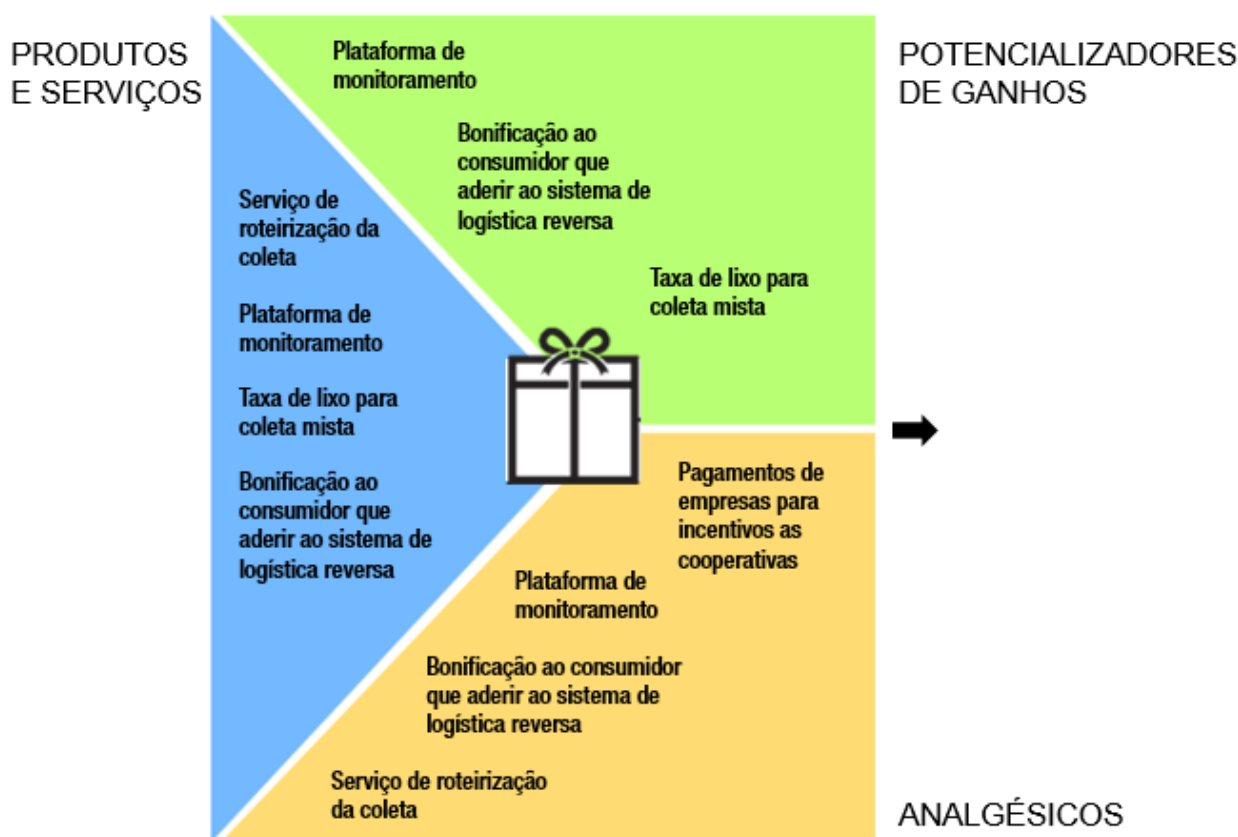 PRODUTOS
E SERVIÇOS
Plataforma de
monitoramento
Bonificação ao
consumidor que
aderir ao sistema de
logística reversa
Taxa de lixo para
coleta mista
POTENCIALIZADORES
DE GANHOS
Serviço de
roteirização da
coleta
Plataforma de
monitoramento
Taxa de lixo para
coleta mista
Bonificação ao
consumidor que
aderir ao sistema de
logística reversa
Pagamentos de
empresas para
incentivos as
cooperativas
Plataforma de
monitoramento
Bonificação ao consumidor
que aderir ao sistema de
logística reversa
Serviço de roteirização
da coleta
ANALGÉSICOS